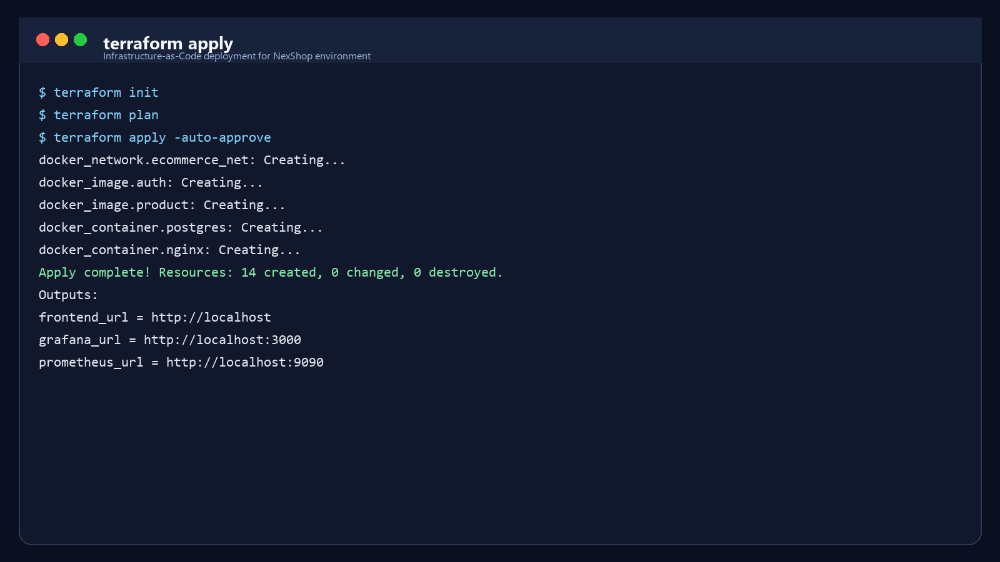 terraform apply
Infrastructure-as-Code deployment for NexShop environment
$ terraform init
$ terraform plan
$ terraform apply -auto-approve
docker_network.ecommerce_net: Creating...
docker_image.auth: Creating...
docker_image.product: Creating...
docker_container.postgres: Creating...
docker_container.nginx: Creating...
Apply complete! Resources: 14 created, 0 changed, 0 destroyed.
Outputs:
frontend_url = http://localhost
grafana_url = http://localhost:3000
prometheus_url = http://localhost:9090